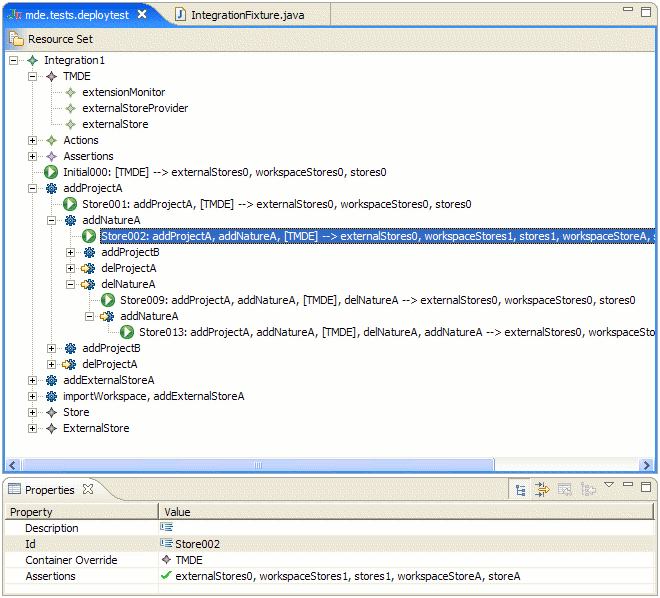 mde.tests.deploytest
IntegrationFixture.java
Resource Set
Integration1
TMDE
extensionMonitor
externalStoreProvider
externalStore
Actions
Assertions
Initial000: [TMDE] --> externalStores0, workspaceStores0, stores0
addProjectA
Store001: addProjectA, [TMDE] --> externalStores0, workspaceStores0, stores0
addNatureA
Store002: addProjectA, addNatureA, [TMDE] --> externalStores0, workspaceStores1, stores1, workspaceStoreA, s
addProjectB
delProjectA
delNatureA
Store009: addProjectA, addNatureA, [TMDE], delNatureA --> externalStores0, workspaceStores0, stores0
addNatureA
Store013: addProjectA, addNatureA, [TMDE], delNatureA, addNatureA --> externalStores0, workspaceSto
addProjectB
delProjectA
addExternalStoreA
importWorkspace, addExternalStoreA
Store
ExternalStore
Properties
Property Value
Description
Id Store002
Container Override TMDE
Assertions externalStores0, workspaceStores1, stores1, workspaceStoreA, storeA